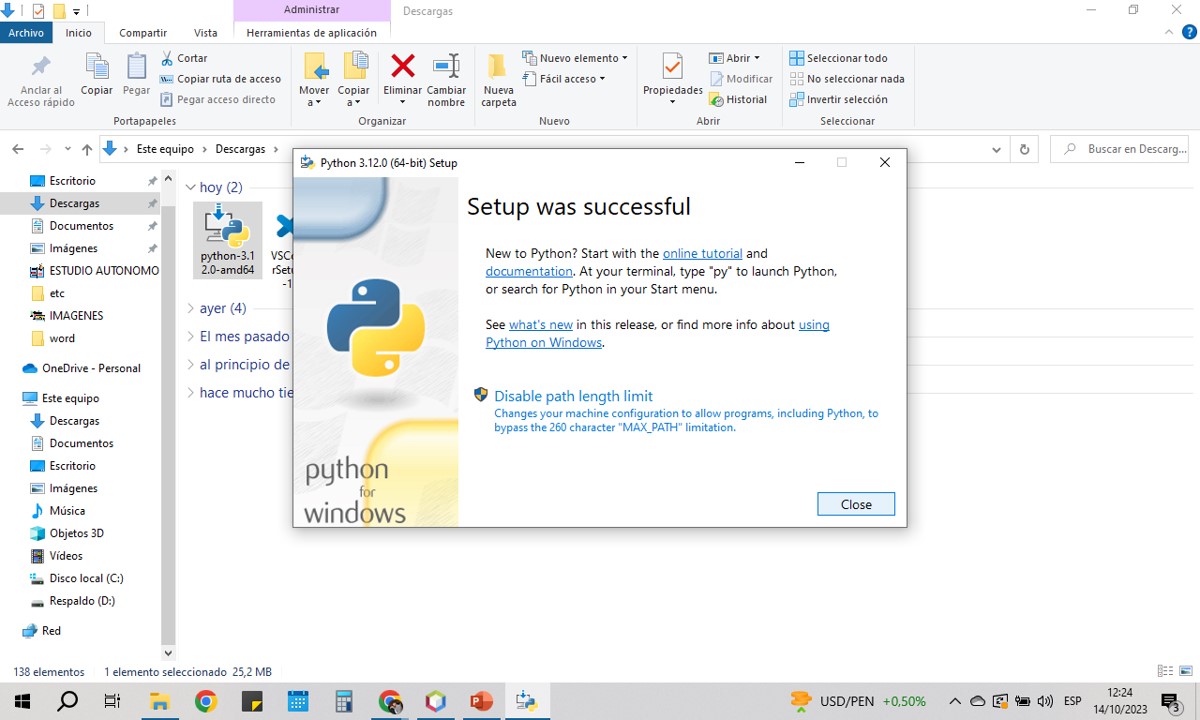 Administrar
Descargas
Archivo
Inicio
Compartir
Vista
Herramientas de aplicación
Anclar al
Acceso rápido
Copiar
Pegar
Cortar
Copiar ruta de acceso
Pegar acceso directo
Portapapeles
Mover
a
Copiar
a
Eliminar
Cambiar
nombre
Organizar
Nueva
carpeta
Nuevo elemento
Fácil acceso
Nuevo
Propiedades
Abrir
Modificar
Historial
Abrir
Seleccionar todo
No seleccionar nada
Invertir selección
Seleccionar
Este equipo
Descargas
Buscar en Descarg...
Escritorio
Descargas
Documentos
Imágenes
ESTUDIO AUTONOMO
etc
IMAGENES
word
OneDrive - Personal
Este equipo
Descargas
Documentos
Escritorio
Imágenes
Música
Objetos 3D
Vídeos
Disco local (C:)
Respaldo (D:)
Red
hoy (2)
python-3.1
2.0-amd64
VSCo
rSetu
-1
ayer (4)
El mes pasado
al principio de
hace mucho tie
Python 3.12.0 (64-bit) Setup
Setup was successful
New to Python? Start with the online tutorial and
documentation. At your terminal, type "py" to launch Python,
or search for Python in your Start menu.
See what's new in this release, or find more info about using
Python on Windows.
Disable path length limit
Changes your machine configuration to allow programs, including Python, to
bypass the 260 character "MAX_PATH" limitation.
python
for
windows
Close
138 elementos
1 elemento seleccionado 25,2 MB
USD/PEN +0,50%
ESP
12:24
14/10/2023
3